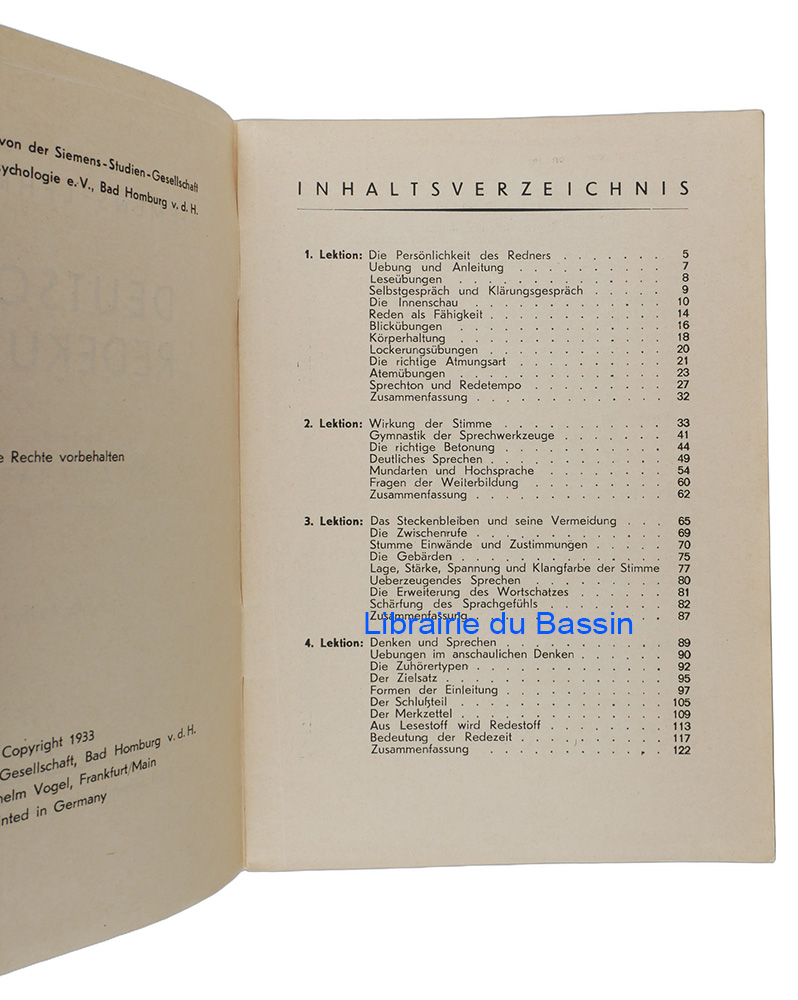 von der Siemens-Studien-Gesellschaft
ychologie e. V., Bad Homburg v. d. H.
e Rechte vorbehalten
Copyright 1933
Gesellschaft, Bad Homburg v. d. H.
helm Vogel, Frankfurt/Main
nted in Germany
INHALTSVERZEICHNIS
1. Lektion: Die Persönlichkeit des Redners . . . . . . . 5
Uebung und Anleitung . . . . . . . . . . 7
Leseübungen . . . . . . . . . . . . 8
Selbstgespräch und Klärungsgespräch . . . . . . 9
Die Innenschau . . . . . . . . . . . . 10
Reden als Fähigkeit . . . . . . . . . . . 14
Blickübungen . . . . . . . . . . . . 16
Körperhaltung . . . . . . . . . . . . 18
Lockerungsübungen . . . . . . . . . . . 20
Die richtige Atmungsart . . . . . . . . . . 21
Atemübungen . . . . . . . . . . . . 23
Sprechton und Redetempo . . . . . . . . . 27
Zusammenfassung . . . . . . . . . . . . 32
2. Lektion: Wirkung der Stimme . . . . . . . . . . 33
Gymnastik der Sprechwerkzeuge . . . . . . . 41
Die richtige Betonung . . . . . . . . . . 44
Deutliches Sprechen . . . . . . . . . . . 49
Mundarten und Hochsprache . . . . . . . . 54
Fragen der Weiterbildung . . . . . . . . . 60
Zusammenfassung . . . . . . . . . . . . 62
3. Lektion: Das Steckenbleiben und seine Vermeidung . . . 65
Die Zwischenrufe . . . . . . . . . . . . 69
Stumme Einwände und Zustimmungen . . . . . 70
Die Gebärden . . . . . . . . . . . . 75
Lage, Stärke, Spannung und Klangfarbe der Stimme 77
Ueberzeugendes Sprechen . . . . . . . . . 80
Die Erweiterung des Wortschatzes . . . . . . 81
Schärfung des Sprachgefühls . . . . . . . . 82
Zusammenfassung . . . . . . . . . . . . 87
Librairie du Bassin
4. Lektion: Denken und Sprechen . . . . . . . . . . 89
Uebungen im anschaulichen Denken . . . . . . 90
Die Zuhörertypen . . . . . . . . . . . . 92
Der Zielsatz . . . . . . . . . . . . . 95
Formen der Einleitung . . . . . . . . . . 97
Der Schlußteil . . . . . . . . . . . . 105
Der Merkzettel . . . . . . . . . . . . 109
Aus Lesestoff wird Redestoff . . . . . . . . 113
Bedeutung der Redezeit . . . . . . . . . 117
Zusammenfassung . . . . . . . . . . . 122